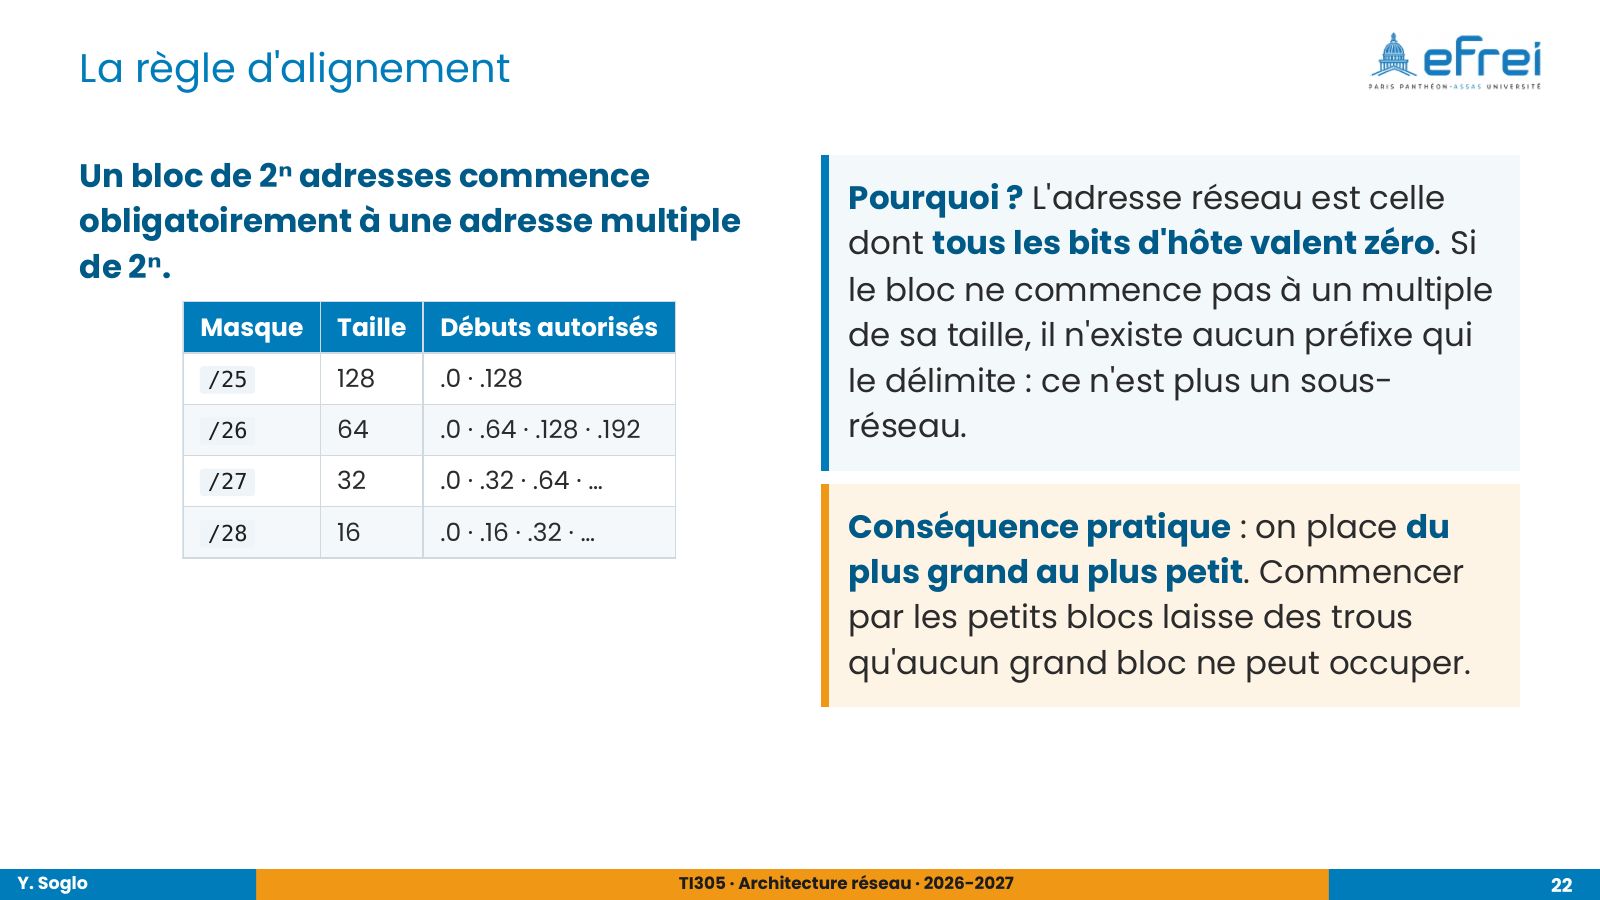 La règle d'alignement
efrei
PARIS PANTHÉON-ASSAS UNIVERSITÉ
Un bloc de 2ⁿ adresses commence
obligatoirement à une adresse multiple
de 2ⁿ.
Masque Taille Débuts autorisés
/25 128 .0 · .128
/26 64 .0 · .64 · .128 · .192
/27 32 .0 · .32 · .64 · …
/28 16 .0 · .16 · .32 · …
Pourquoi ? L'adresse réseau est celle
dont tous les bits d'hôte valent zéro. Si
le bloc ne commence pas à un multiple
de sa taille, il n'existe aucun préfixe qui
le délimite : ce n'est plus un sous-
réseau.
Conséquence pratique : on place du
plus grand au plus petit. Commencer
par les petits blocs laisse des trous
qu'aucun grand bloc ne peut occuper.
Y. Soglo
TI305 · Architecture réseau · 2026-2027
22